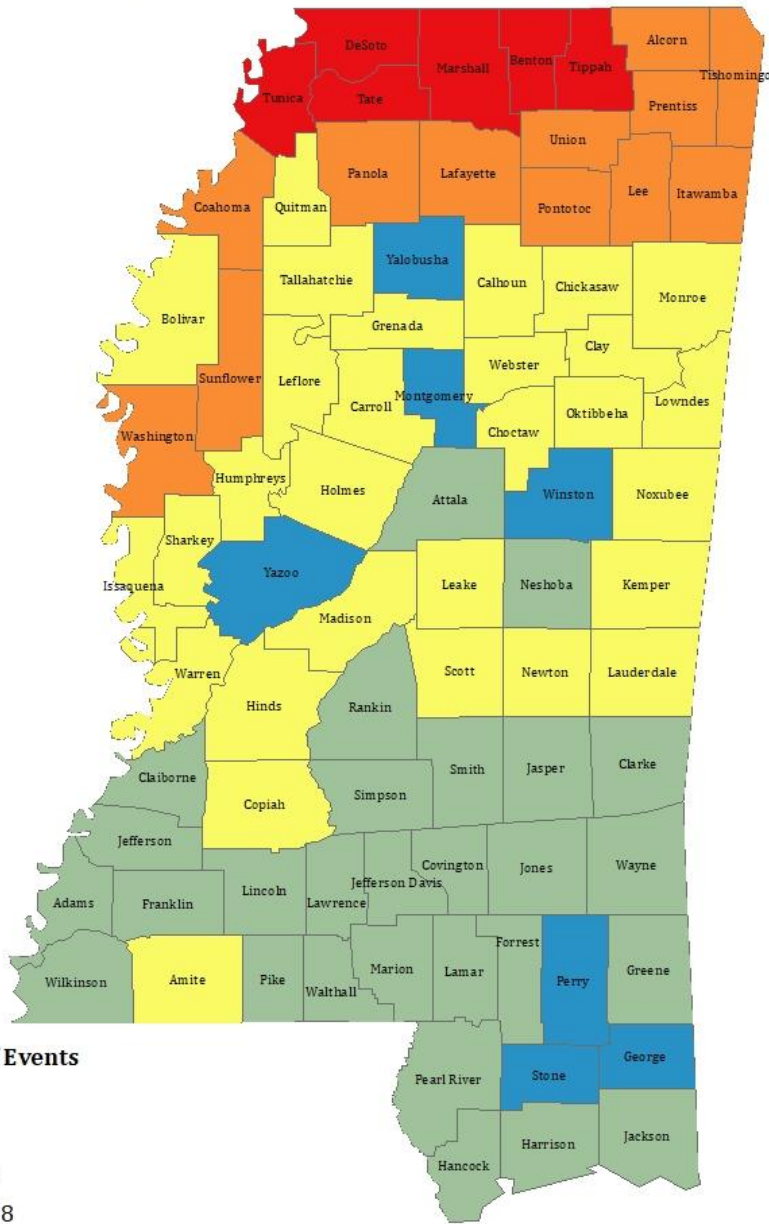 DeSoto
Marshall
Benton
Tippah
Alcorn
Tishomingo
Tunica
Tate
Prentiss
Union
Panola
Lafayette
Coahoma
Quitman
Pontotoc
Lee
Itawamba
Yalobusha
Tallahatchie
Calhoun
Chickasaw
Monroe
Bolivar
Grenada
Clay
Sunflower
Leflore
Webster
Carroll
Montgomery
Lowndes
Washington
Choctaw
Oktibbeha
Humphreys
Holmes
Attala
Winston
Noxubee
Sharkey
Issaquena
Yazoo
Leake
Neshoba
Kemper
Madison
Warren
Scott
Newton
Lauderdale
Hinds
Rankin
Claiborne
Smith
Jasper
Clarke
Copiah
Simpson
Jefferson
Covington
Jones
Wayne
Adams
Franklin
Lincoln
Lawrence
Jefferson Davis
Wilkinson
Amite
Pike
Walthall
Marion
Lamar
Forrest
Perry
Greene
Events
Pearl River
Stone
George
Hancock
Harrison
Jackson
8